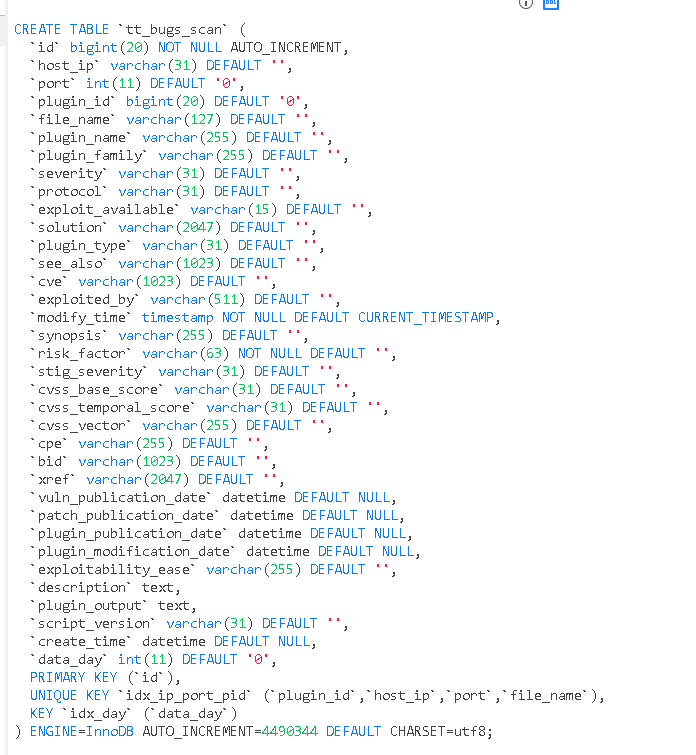 DDL
CREATE TABLE `tt_bugs_scan` (
  `id` bigint(20) NOT NULL AUTO_INCREMENT,
  `host_ip` varchar(31) DEFAULT '',
  `port` int(11) DEFAULT '0',
  `plugin_id` bigint(20) DEFAULT '0',
  `file_name` varchar(127) DEFAULT '',
  `plugin_name` varchar(255) DEFAULT '',
  `plugin_family` varchar(255) DEFAULT '',
  `severity` varchar(31) DEFAULT '',
  `protocol` varchar(31) DEFAULT '',
  `exploit_available` varchar(15) DEFAULT '',
  `solution` varchar(2047) DEFAULT '',
  `plugin_type` varchar(31) DEFAULT '',
  `see_also` varchar(1023) DEFAULT '',
  `cve` varchar(1023) DEFAULT '',
  `exploited_by` varchar(511) DEFAULT '',
  `modify_time` timestamp NOT NULL DEFAULT CURRENT_TIMESTAMP,
  `synopsis` varchar(255) DEFAULT '',
  `risk_factor` varchar(63) NOT NULL DEFAULT '',
  `stig_severity` varchar(31) DEFAULT '',
  `cvss_base_score` varchar(31) DEFAULT '',
  `cvss_temporal_score` varchar(31) DEFAULT '',
  `cvss_vector` varchar(255) DEFAULT '',
  `cpe` varchar(255) DEFAULT '',
  `bid` varchar(1023) DEFAULT '',
  `xref` varchar(2047) DEFAULT '',
  `vuln_publication_date` datetime DEFAULT NULL,
  `patch_publication_date` datetime DEFAULT NULL,
  `plugin_publication_date` datetime DEFAULT NULL,
  `plugin_modification_date` datetime DEFAULT NULL,
  `exploitability_ease` varchar(255) DEFAULT '',
  `description` text,
  `plugin_output` text,
  `script_version` varchar(31) DEFAULT '',
  `create_time` datetime DEFAULT NULL,
  `data_day` int(11) DEFAULT '0',
  PRIMARY KEY (`id`),
  UNIQUE KEY `idx_ip_port_pid` (`plugin_id`,`host_ip`,`port`,`file_name`),
  KEY `idx_day` (`data_day`)
) ENGINE=InnoDB AUTO_INCREMENT=4490344 DEFAULT CHARSET=utf8;